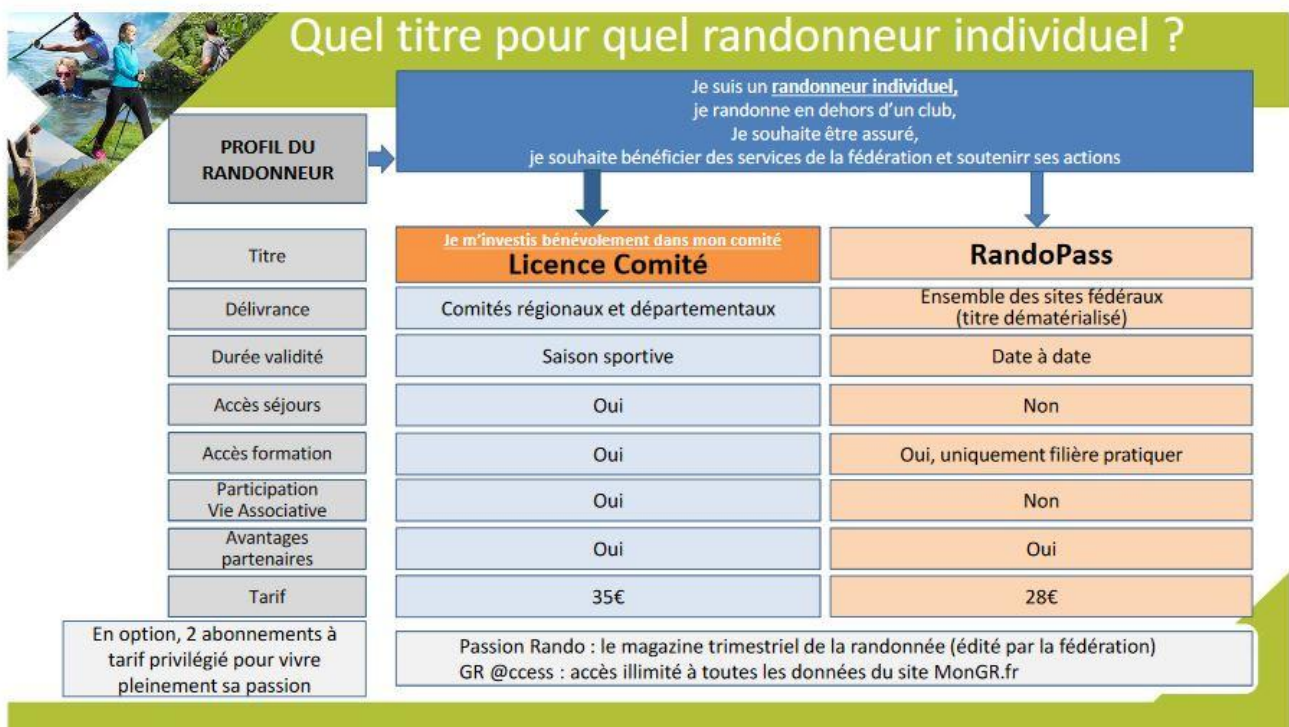 Quel titre pour quel randonneur individuel ?
Je suis un randonneur individuel,
je randonne en dehors d'un club,
Je souhaite être assuré,
je souhaite bénéficier des services de la fédération et soutenirr ses actions
PROFIL DU
RANDONNEUR
Titre
Je m'investis bénévolement dans mon comité
Licence Comité
RandoPass
Délivrance
Comités régionaux et départementaux
Ensemble des sites fédéraux
(titre dématérialisé)
Durée validité
Saison sportive
Date à date
Accès séjours
Oui
Non
Accès formation
Oui
Oui, uniquement filière pratiquer
Participation
Vie Associative
Oui
Non
Avantages
partenaires
Oui
Oui
Tarif
35€
28€
En option, 2 abonnements à
tarif privilégié pour vivre
pleinement sa passion
Passion Rando : le magazine trimestriel de la randonnée (édité par la fédération)
GR @ccess : accès illimité à toutes les données du site MonGR.fr